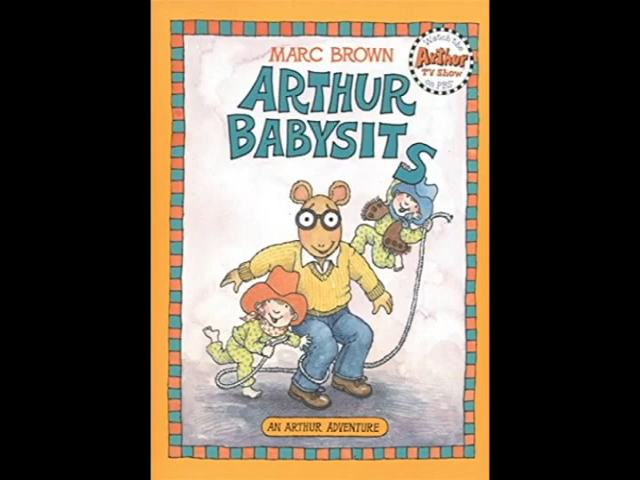 MARC BROWN
ARTHUR
BABYSITS
Watch the
ARTHUR
TV SHOW
on PBS
AN ARTHUR ADVENTURE